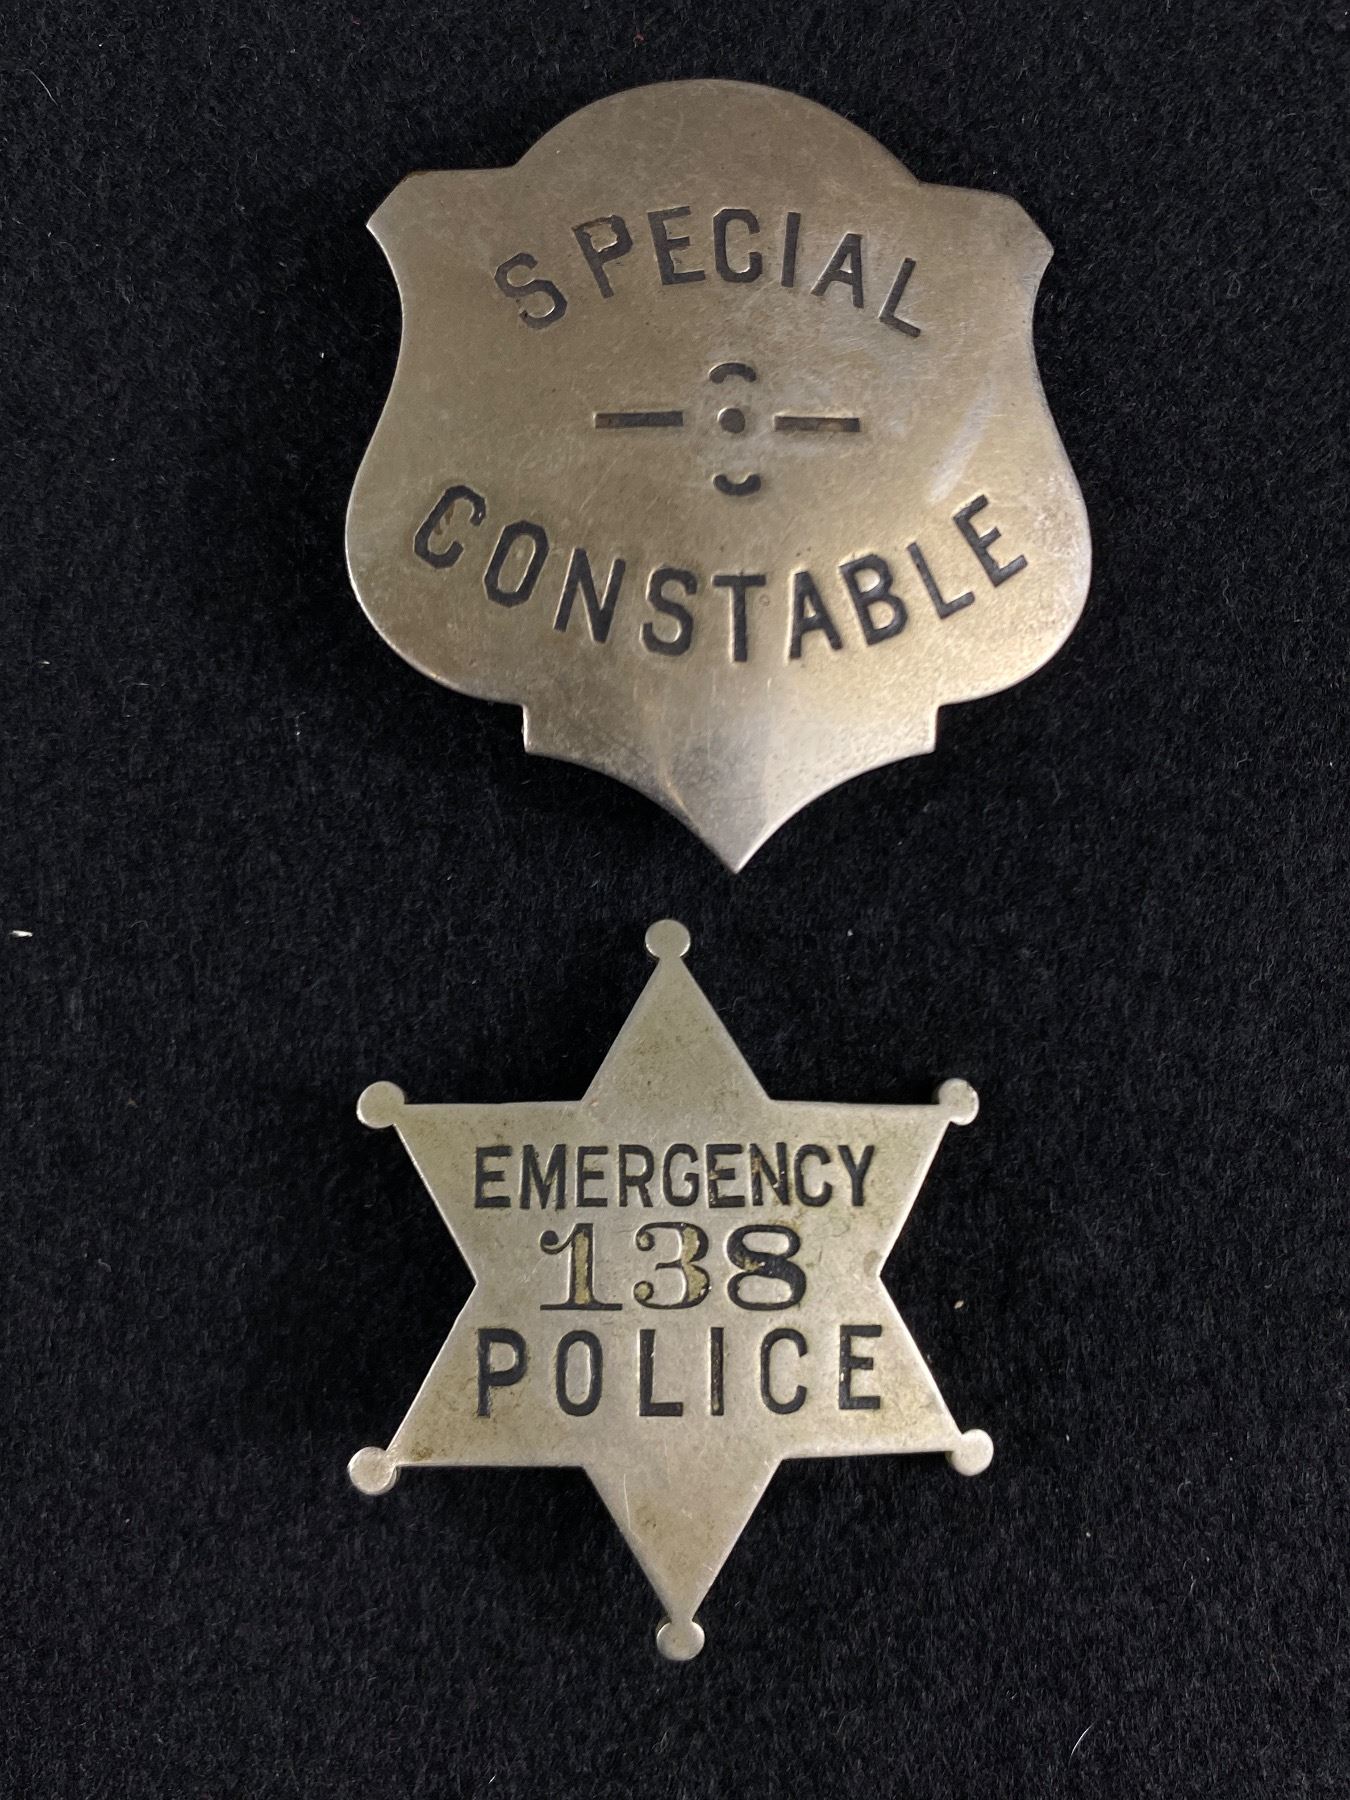 SPECIAL
CONSTABLE
EMERGENCY
138
POLICE